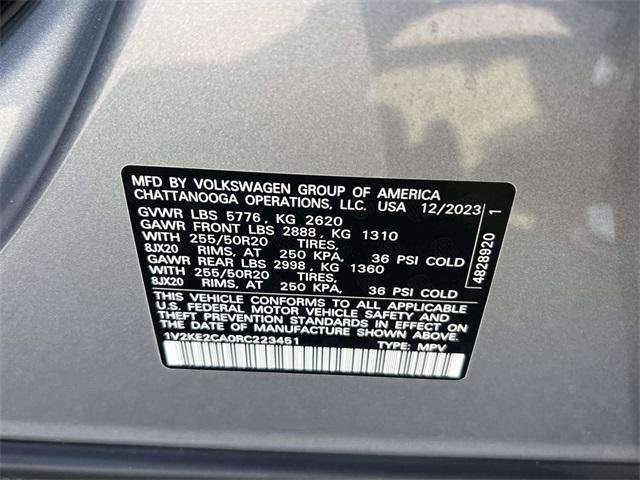 MFD BY VOLKSWAGEN GROUP OF AMERICA
CHATTANOOGA OPERATIONS, LLC. USA 12/2023
GVWR LBS 5776, KG 2620
GAWR FRONT LBS 2888, KG 1310
WITH 255/50R20 TIRES,
8JX20 RIMS, AT 250 KPA, 36 PSI COLD
GAWR REAR LBS 2998, KG 1360
WITH 255/50R20 TIRES,
8JX20 RIMS, AT 250 KPA, 36 PSI COLD
THIS VEHICLE CONFORMS TO ALL APPLICABLE
U.S. FEDERAL MOTOR VEHICLE SAFETY AND
THEFT PREVENTION STANDARDS IN EFFECT ON
THE DATE OF MANUFACTURE SHOWN ABOVE.
1V2KE2CA0RC223451 TYPE: MPV
4828920 1